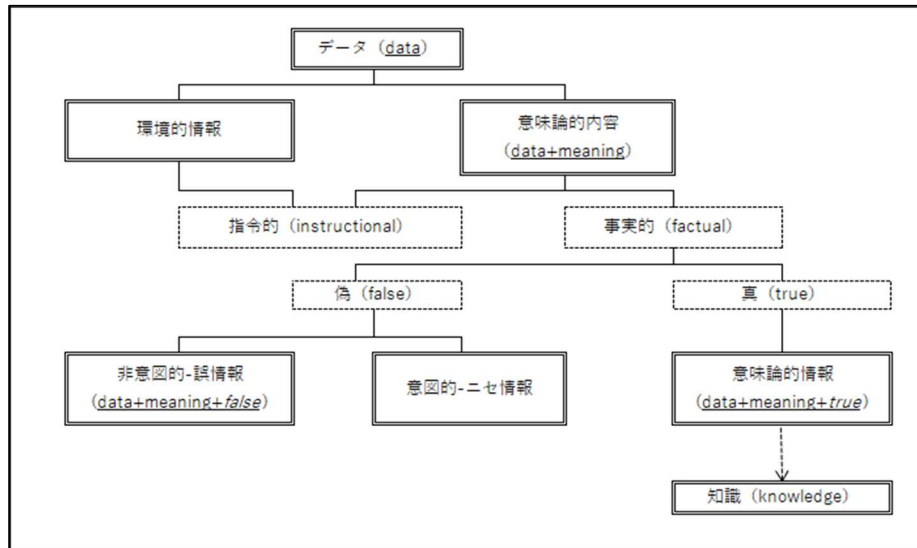 データ（data）
環境的情報
意味論的内容
（data+meaning）
指令的（instructional）
事実的（factual）
偽（false）
真（true）
非意図的-誤情報
（data+meaning+false）
意図的-ニセ情報
意味論的情報
（data+meaning+true）
知識（knowledge）